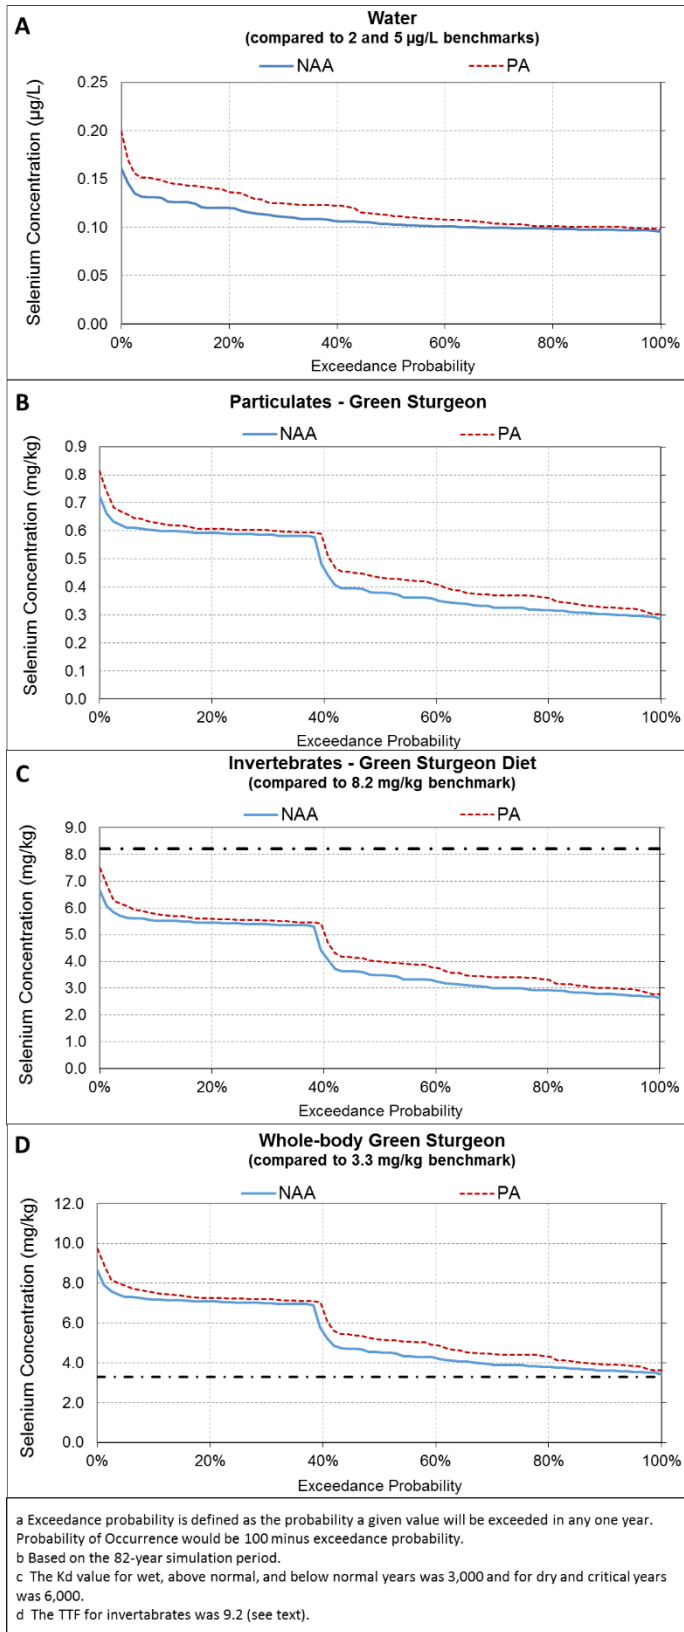 A
Water
(compared to 2 and 5 µg/L benchmarks)
NAA PA
Selenium Concentration (µg/L)
0.25
0.20
0.15
0.10
0.05
0.00
0% 20% 40% 60% 80% 100%
Exceedance Probability
B
Particulates - Green Sturgeon
NAA PA
Selenium Concentration (mg/kg)
0.9
0.8
0.7
0.6
0.5
0.4
0.3
0.2
0.1
0.0
0% 20% 40% 60% 80% 100%
Exceedance Probability
C
Invertebrates - Green Sturgeon Diet
(compared to 8.2 mg/kg benchmark)
NAA PA
Selenium Concentration (mg/kg)
9.0
8.0
7.0
6.0
5.0
4.0
3.0
2.0
1.0
0.0
0% 20% 40% 60% 80% 100%
Exceedance Probability
D
Whole-body Green Sturgeon
(compared to 3.3 mg/kg benchmark)
NAA PA
Selenium Concentration (mg/kg)
12.0
10.0
8.0
6.0
4.0
2.0
0.0
0% 20% 40% 60% 80% 100%
Exceedance Probability
a Exceedance probability is defined as the probability a given value will be exceeded in any one year.
Probability of Occurrence would be 100 minus exceedance probability.
b Based on the 82-year simulation period.
c The Kd value for wet, above normal, and below normal years was 3,000 and for dry and critical years
was 6,000.
d The TTF for invertabrates was 9.2 (see text).